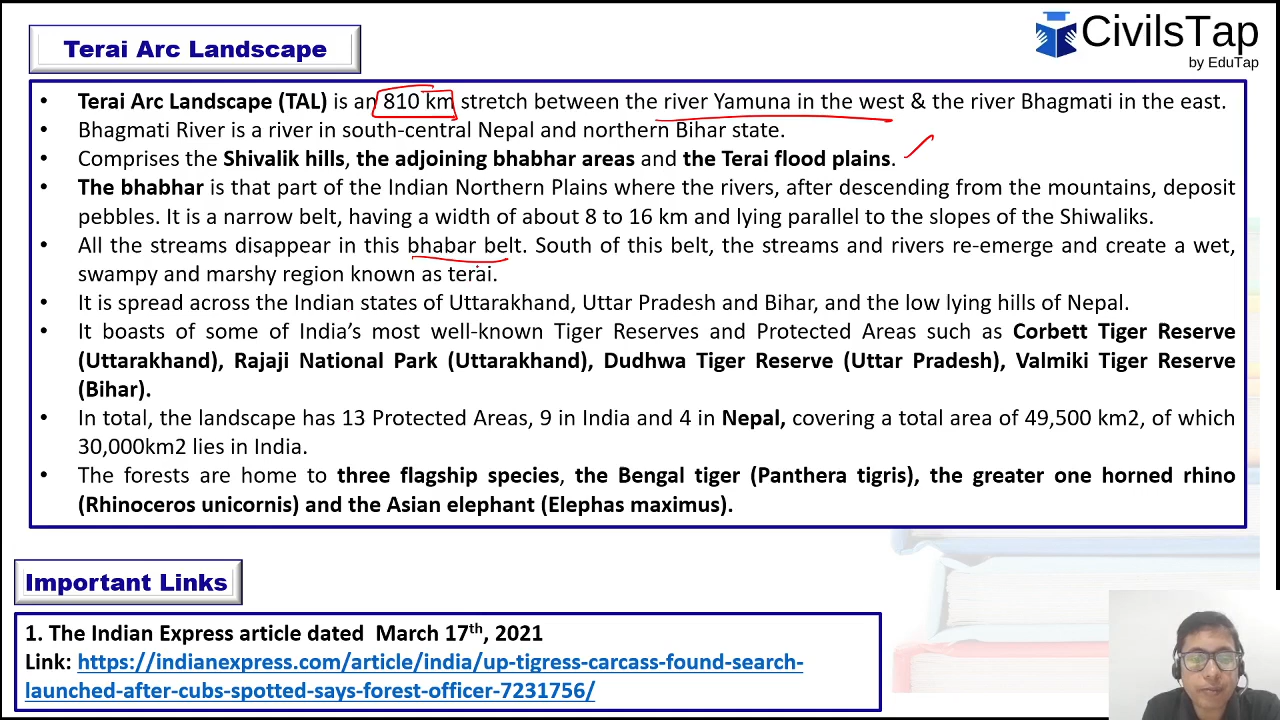 Terai Arc Landscape
CivilsTap
by EduTap
• Terai Arc Landscape (TAL) is an 810 km stretch between the river Yamuna in the west & the river Bhagmati in the east.
• Bhagmati River is a river in south-central Nepal and northern Bihar state.
• Comprises the Shivalik hills, the adjoining bhabhar areas and the Terai flood plains.
• The bhabhar is that part of the Indian Northern Plains where the rivers, after descending from the mountains, deposit
pebbles. It is a narrow belt, having a width of about 8 to 16 km and lying parallel to the slopes of the Shiwaliks.
• All the streams disappear in this bhabar belt. South of this belt, the streams and rivers re-emerge and create a wet,
swampy and marshy region known as terai.
• It is spread across the Indian states of Uttarakhand, Uttar Pradesh and Bihar, and the low lying hills of Nepal.
• It boasts of some of India’s most well-known Tiger Reserves and Protected Areas such as Corbett Tiger Reserve
(Uttarakhand), Rajaji National Park (Uttarakhand), Dudhwa Tiger Reserve (Uttar Pradesh), Valmiki Tiger Reserve
(Bihar).
• In total, the landscape has 13 Protected Areas, 9 in India and 4 in Nepal, covering a total area of 49,500 km2, of which
30,000km2 lies in India.
• The forests are home to three flagship species, the Bengal tiger (Panthera tigris), the greater one horned rhino
(Rhinoceros unicornis) and the Asian elephant (Elephas maximus).
Important Links
1. The Indian Express article dated March 17th, 2021
Link: https://indianexpress.com/article/india/up-tigress-carcass-found-search-
launched-after-cubs-spotted-says-forest-officer-7231756/